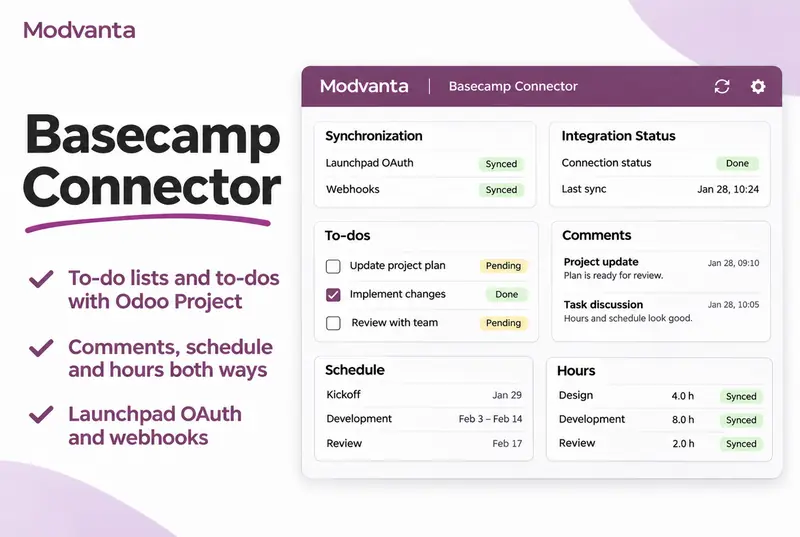 Modvanta
Basecamp
Connector
To-do lists and to-dos
with Odoo Project
Comments, schedule
and hours both ways
Launchpad OAuth
and webhooks
Modvanta | Basecamp Connector
Synchronization
Launchpad OAuth Synced
Webhooks Synced
Integration Status
Connection status Done
Last sync Jan 28, 10:24
To-dos
Update project plan Pending
Implement changes Done
Review with team Pending
Comments
Project update Jan 28, 09:10
Plan is ready for review.
Task discussion Jan 28, 10:05
Hours and schedule look good.
Schedule
Kickoff Jan 29
Development Feb 3 – Feb 14
Review Feb 17
Hours
Design 4.0 h Synced
Development 8.0 h Synced
Review 2.0 h Synced